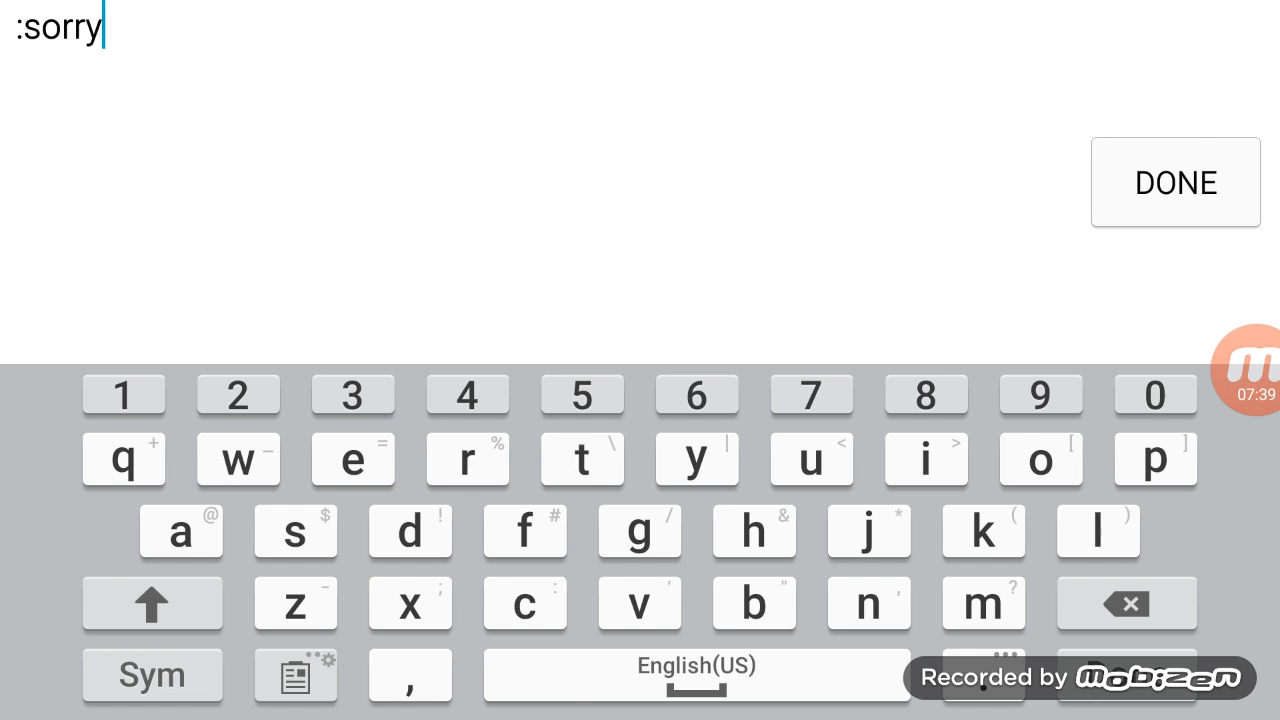 :sorry
DONE
07:39
1 2 3 4 5 6 7 8 9 0
q + w - e = r % t \ y | u < i > o [ p ]
a @ s $ d ! f # g / h & j * k ( l )
z - x ; c : v ' b " n , m ?
Sym , English(US) .
Recorded by mobizen